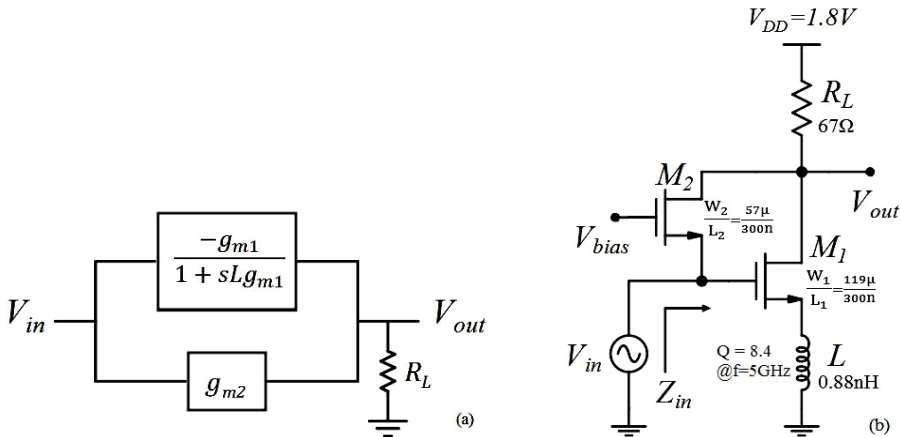 V_in
-g_m1
1 + sLg_m1
g_m2
V_out
R_L
(a)
V_DD=1.8V
R_L
67Ω
M_2
W_2/L_2=57μ/300n
V_bias
V_out
M_1
W_1/L_1=119μ/300n
V_in
Z_in
Q = 8.4
@f=5GHz
L
0.88nH
(b)